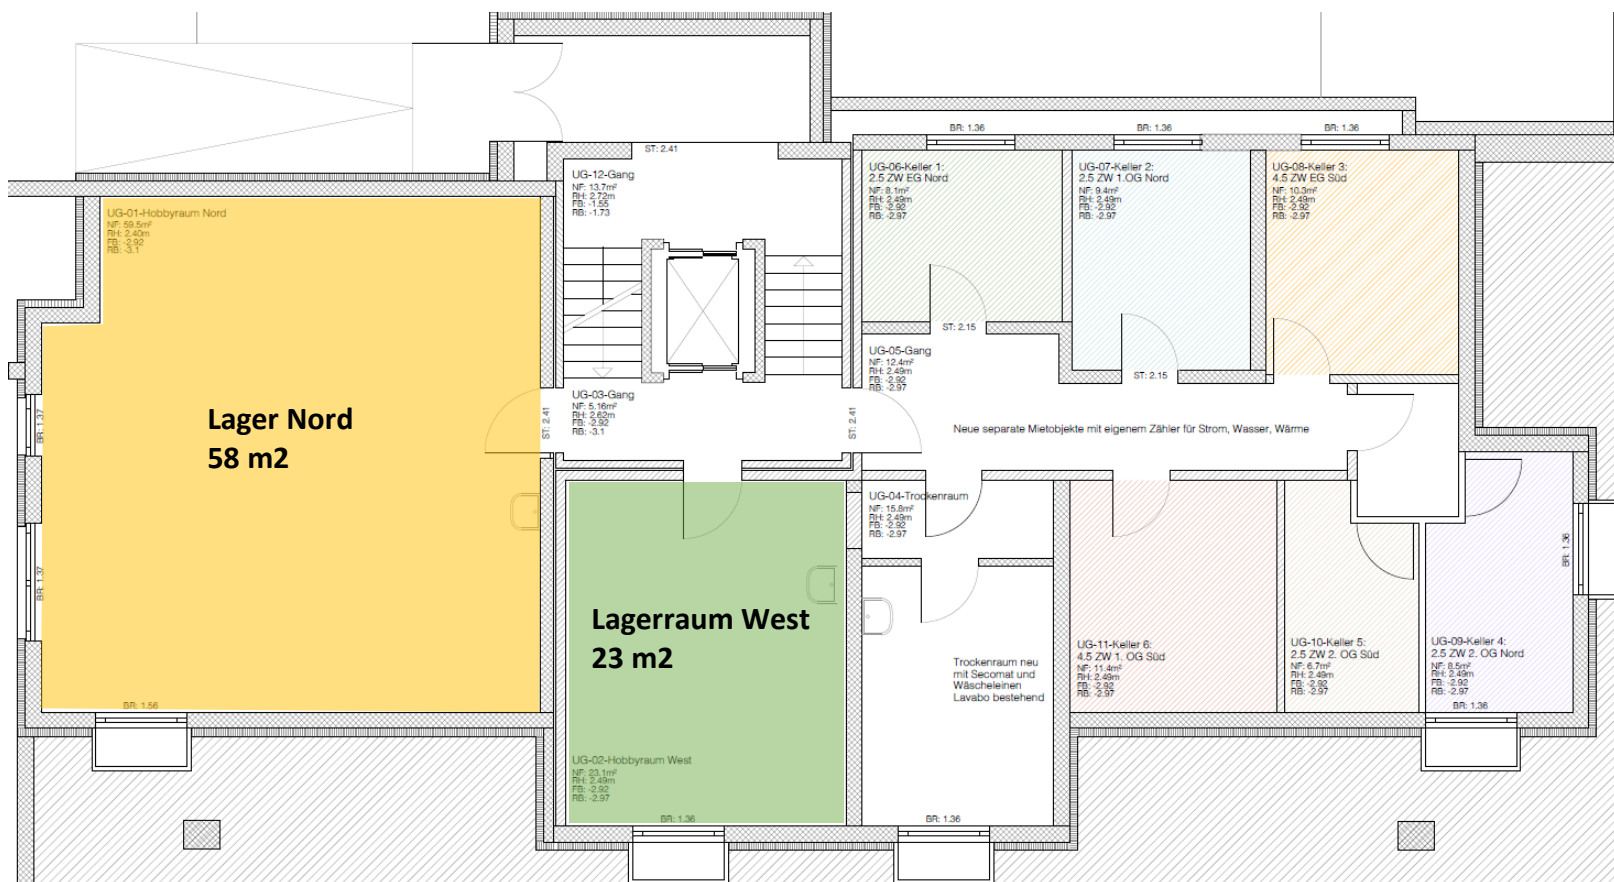 BR: 1.36
BR: 1.36
BR: 1.36
ST: 2.41
UG-12-Gang
NF: 13.7m²
RH: 2.72m
FB: -1.55
RB: -1.73
UG-06-Keller 1:
2.5 ZW EG Nord
NF: 8.1m²
RH: 2.49m
FB: -2.92
RB: -2.97
UG-07-Keller 2:
2.5 ZW 1.OG Nord
NF: 9.4m²
RH: 2.49m
FB: -2.92
RB: -2.97
UG-08-Keller 3:
4.5 ZW EG Süd
NF: 10.3m²
RH: 2.49m
FB: -2.92
RB: -2.97
UG-01-Hobbyraum Nord
NF: 59.5m²
RH: 2.40m
FB: -2.92
RB: -3.1
ST: 2.15
UG-05-Gang
NF: 12.4m²
RH: 2.49m
FB: -2.92
RB: -2.97
ST: 2.15
UG-03-Gang
NF: 5.16m²
RH: 2.62m
FB: -2.92
RB: -3.1
ST: 2.41
ST: 2.41
Neue separate Mietobjekte mit eigenem Zähler für Strom, Wasser, Wärme
Lager Nord
58 m2
BR: 1.37
BR: 1.37
UG-04-Trockenraum
NF: 15.8m²
RH: 2.49m
FB: -2.92
RB: -2.97
BR: 1.36
Lagerraum West
23 m2
Trockenraum neu
mit Secomat und
Wäscheleinen
Lavabo bestehend
UG-11-Keller 6:
4.5 ZW 1. OG Süd
NF: 11.4m²
RH: 2.49m
FB: -2.92
RB: -2.97
UG-10-Keller 5:
2.5 ZW 2. OG Süd
NF: 6.7m²
RH: 2.49m
FB: -2.92
RB: -2.97
UG-09-Keller 4:
2.5 ZW 2. OG Nord
NF: 8.5m²
RH: 2.49m
FB: -2.92
RB: -2.97
BR: 1.56
BR: 1.36
UG-02-Hobbyraum West
NF: 23.1m²
RH: 2.49m
FB: -2.92
RB: -2.97
BR: 1.36
BR: 1.36